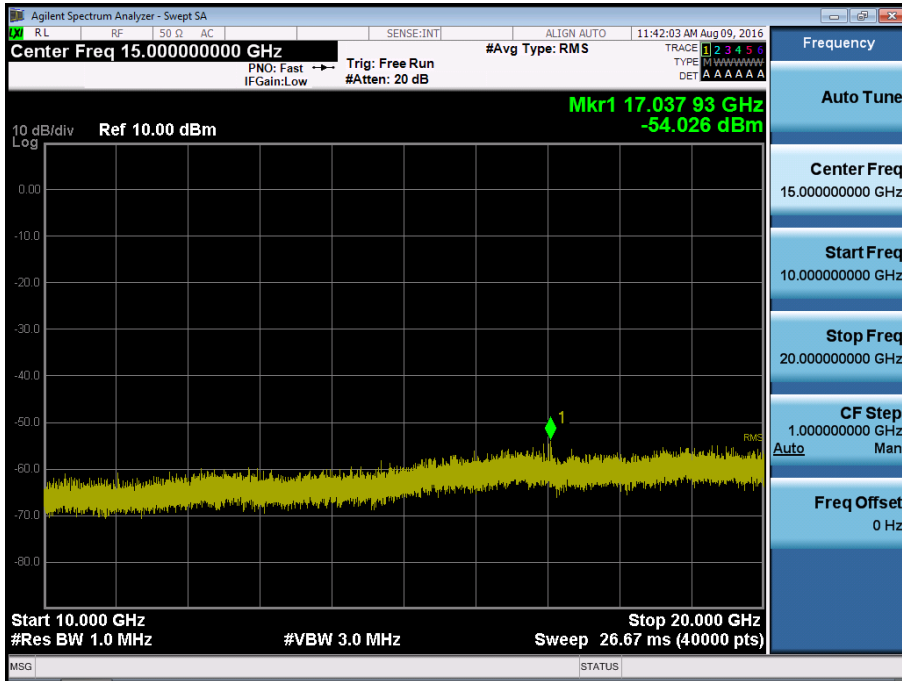 Agilent Spectrum Analyzer - Swept SA
LXI RL RF 50 Ω AC SENSE:INT ALIGN AUTO 11:42:03 AM Aug 09, 2016
Center Freq 15.000000000 GHz
PNO: Fast
IFGain:Low
Trig: Free Run
#Atten: 20 dB
#Avg Type: RMS
TRACE 1 2 3 4 5 6
TYPE M WWWWW
DET A A A A A A
Mkr1 17.037 93 GHz
-54.026 dBm
10 dB/div Ref 10.00 dBm
Log
0.00
-10.0
-20.0
-30.0
-40.0
-50.0
-60.0
-70.0
-80.0
1
RMS
Start 10.000 GHz Stop 20.000 GHz
#Res BW 1.0 MHz #VBW 3.0 MHz Sweep 26.67 ms (40000 pts)
MSG STATUS
Frequency
Auto Tune
Center Freq
15.000000000 GHz
Start Freq
10.000000000 GHz
Stop Freq
20.000000000 GHz
CF Step
1.000000000 GHz
Auto Man
Freq Offset
0 Hz